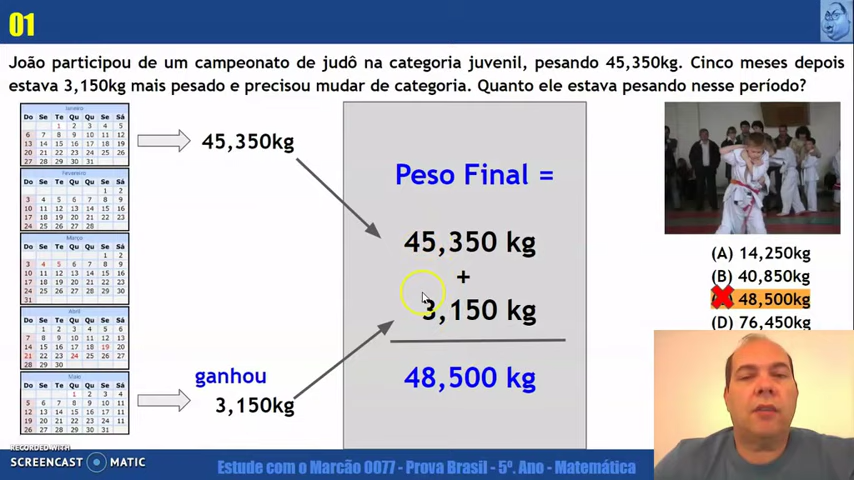 01
João participou de um campeonato de judô na categoria juvenil, pesando 45,350kg. Cinco meses depois
estava 3,150kg mais pesado e precisou mudar de categoria. Quanto ele estava pesando nesse período?
45,350kg
Peso Final =
45,350 kg
+
3,150 kg
48,500 kg
ganhou
3,150kg
(A) 14,250kg
(B) 40,850kg
48,500kg
(D) 76,450kg
RECORDED WITH
SCREENCAST MATIC
Estude com o Marcão 0077 - Prova Brasil - 5º. Ano - Matemática